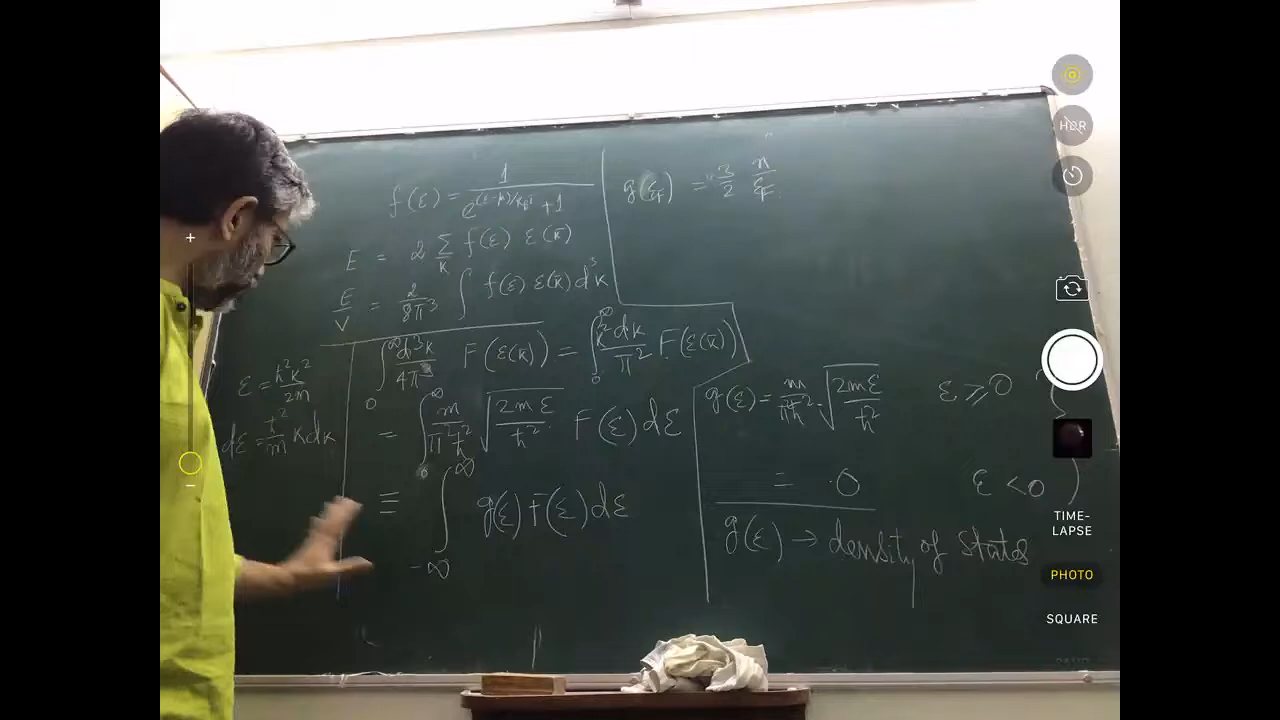 f(ε) = 1 / (e^{(ε-μ)/k_BT} + 1)
E = 2 Σ_k f(ε) ε(k̄)
E/V = 2/8π³ ∫ f(ε) ε(k̄) d³k
∫₀^∞ d³k/4π³ F(ε(k̄)) = ∫₀^∞ k²dk/π² F(ε(k̄))
ε = ħ²k²/2m
dε = ħ²/m k dk
= ∫₀^∞ m/π²ħ² √(2mε/ħ²) F(ε) dε
≡ ∫_{-∞}^∞ g(ε) F(ε) dε
g(ε_F) = 3/2 n/ε_F
g(ε) = m/π²ħ² · √(2mε/ħ²) ε ≥ 0
= 0 ε < 0
g(ε) → density of states
HDR
TIME-LAPSE
PHOTO
SQUARE